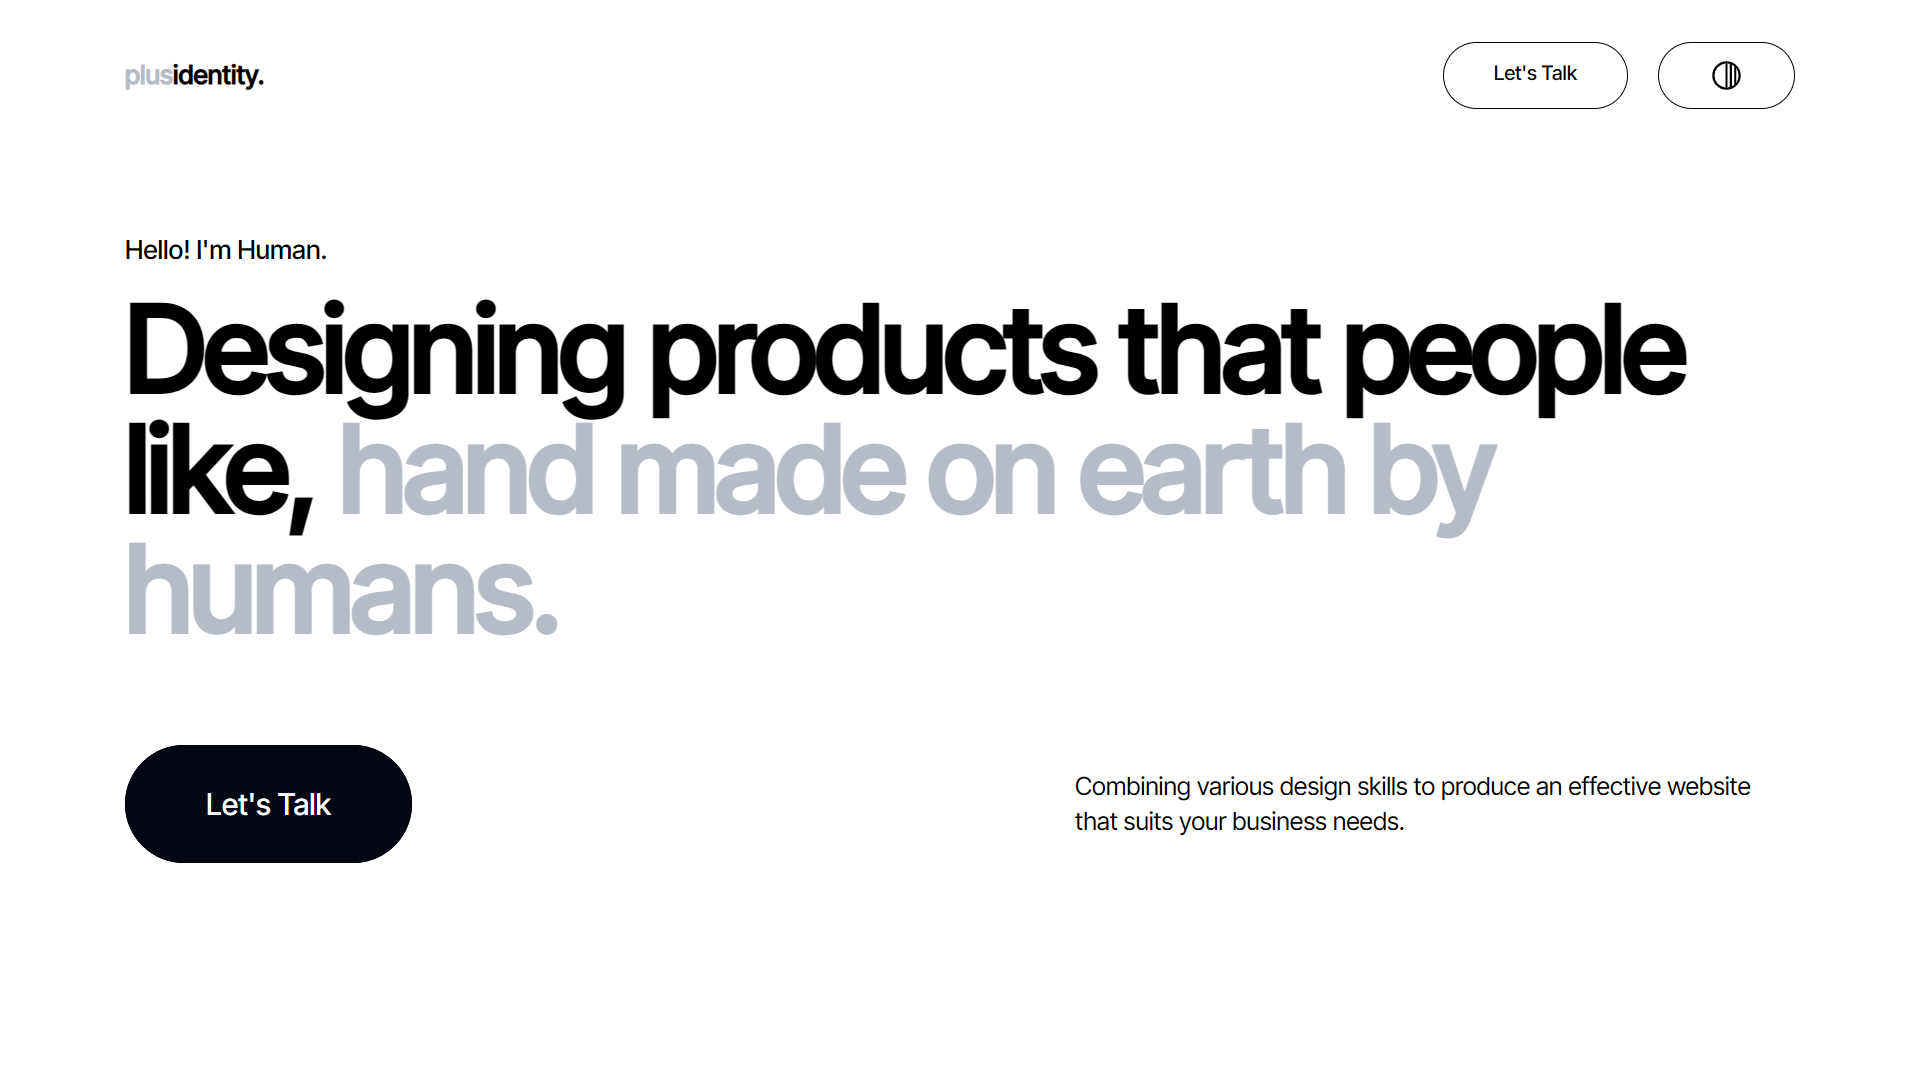 plusidentity.
Let's Talk
Hello! I'm Human.
Designing products that people
like, hand made on earth by
humans.
Let's Talk
Combining various design skills to produce an effective website
that suits your business needs.